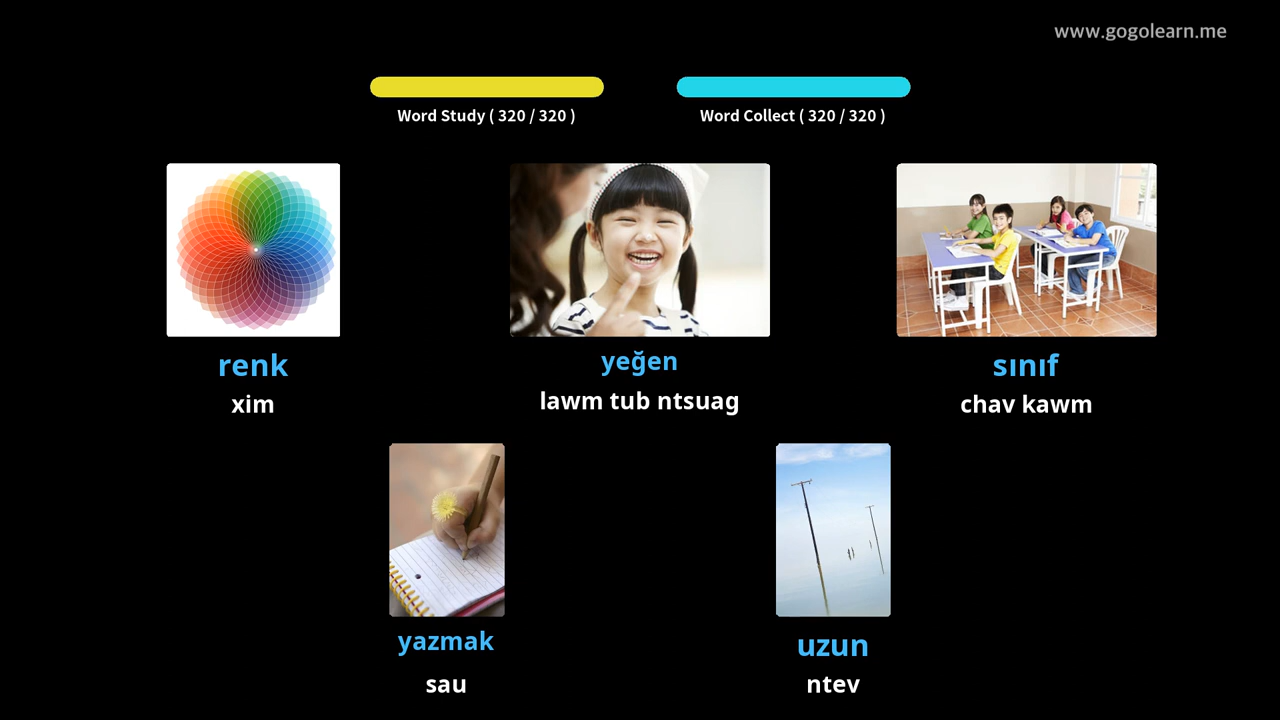 www.gogolearn.me
Word Study ( 320 / 320 )
Word Collect ( 320 / 320 )
renk
xim
yeğen
lawm tub ntsuag
sınıf
chav kawm
yazmak
sau
uzun
ntev